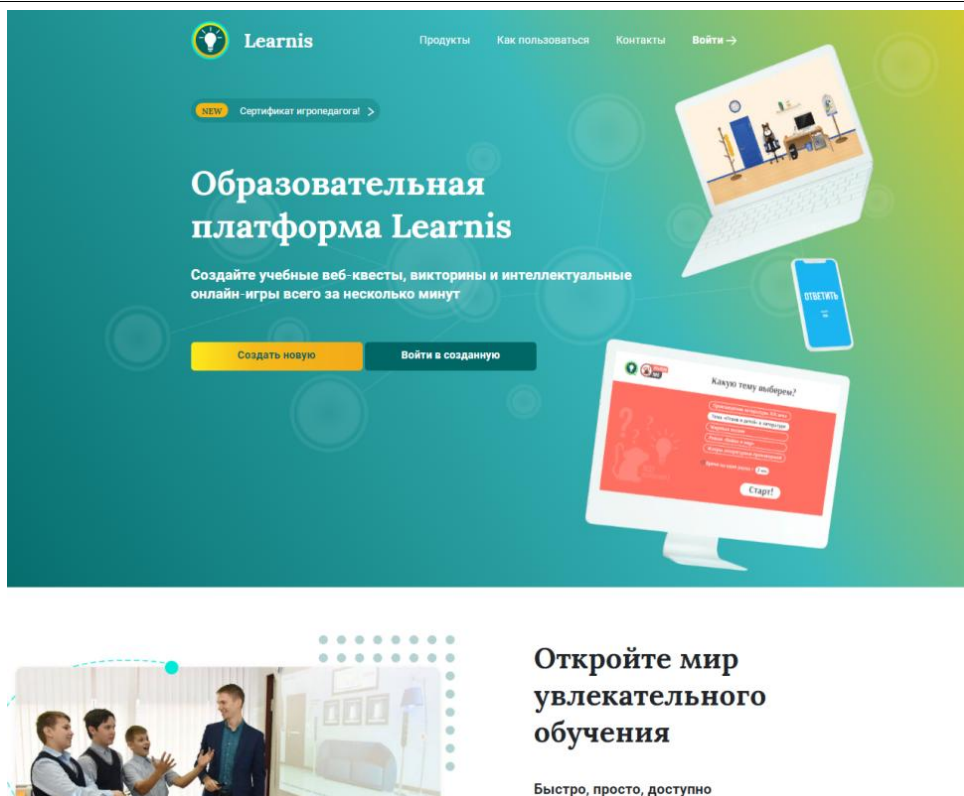 Learnis
Продукты Как пользоваться Контакты Войти →
NEW Сертификат игропедагога! >
Образовательная
платформа Learnis
Создайте учебные веб-квесты, викторины и интеллектуальные
онлайн-игры всего за несколько минут
Создать новую Войти в созданную
ОТВЕТИТЬ
Какую тему выберем?
Старт!
Откройте мир
увлекательного
обучения
Быстро, просто, доступно